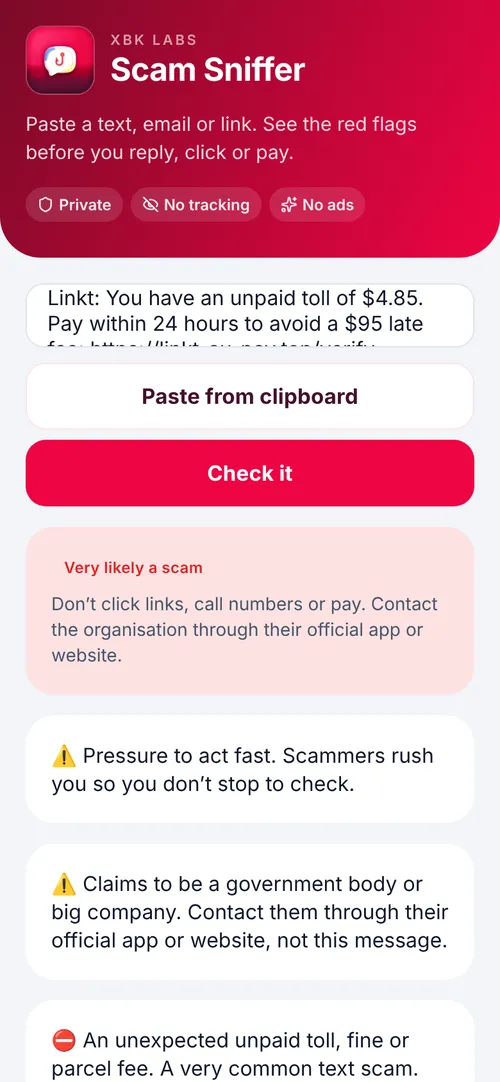 XBK LABS
Scam Sniffer
Paste a text, email or link. See the red flags
before you reply, click or pay.
Private
No tracking
No ads
Linkt: You have an unpaid toll of $4.85.
Pay within 24 hours to avoid a $95 late
Paste from clipboard
Check it
Very likely a scam
Don’t click links, call numbers or pay. Contact
the organisation through their official app or
website.
⚠️ Pressure to act fast. Scammers rush
you so you don’t stop to check.
⚠️ Claims to be a government body or
big company. Contact them through their
official app or website, not this message.
⛔ An unexpected unpaid toll, fine or
parcel fee. A very common text scam.